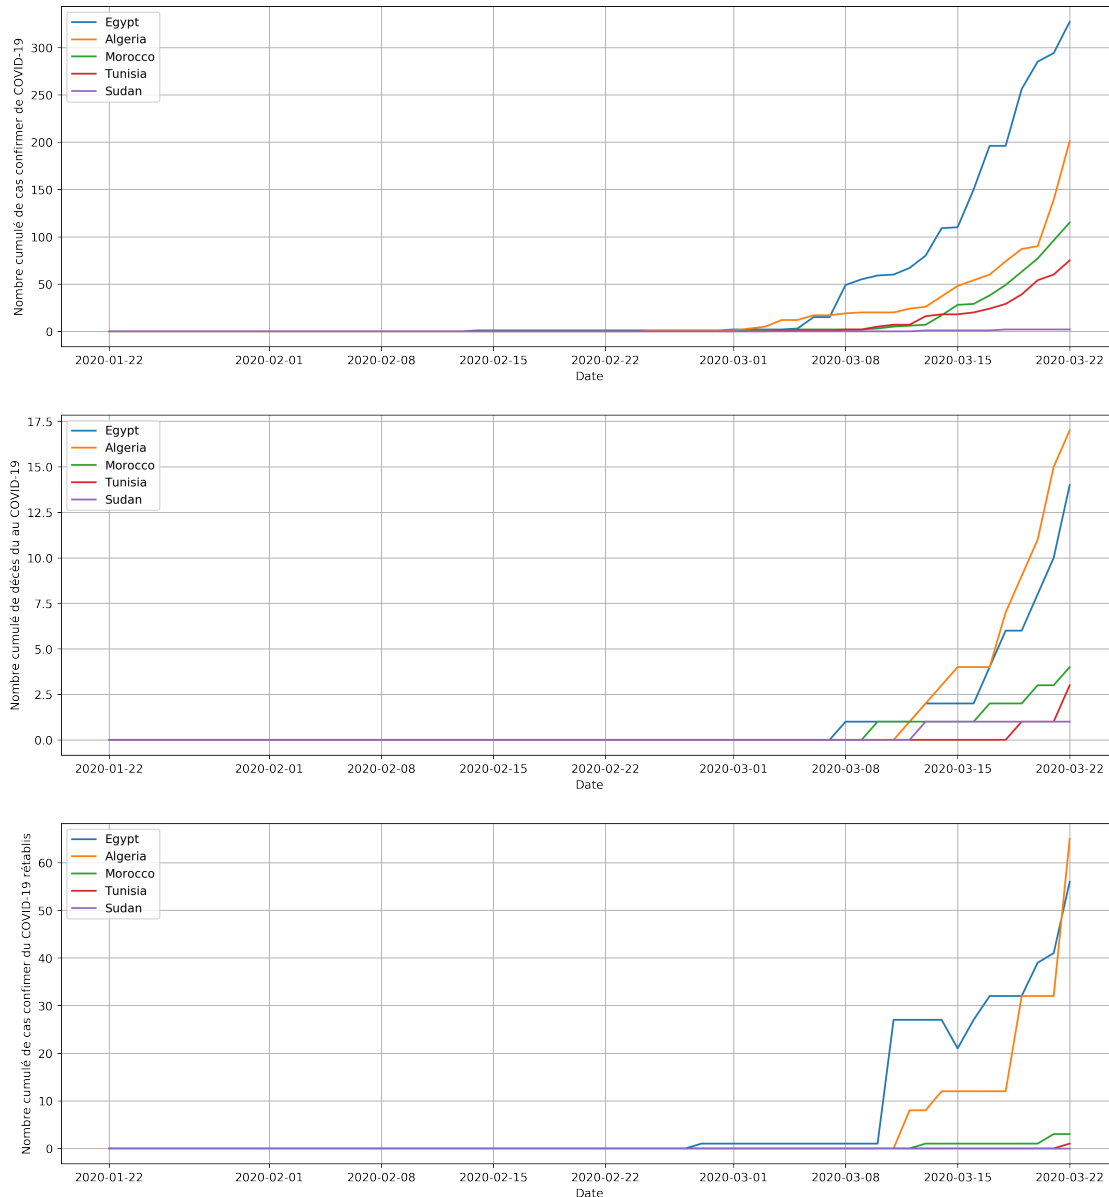 Egypt
Algeria
Morocco
Tunisia
Sudan
Nombre cumulé de cas confirmer de COVID-19
300
250
200
150
100
50
0
2020-01-22 2020-02-01 2020-02-08 2020-02-15 2020-02-22 2020-03-01 2020-03-08 2020-03-15 2020-03-22
Date
Egypt
Algeria
Morocco
Tunisia
Sudan
Nombre cumulé de décès du au COVID-19
17.5
15.0
12.5
10.0
7.5
5.0
2.5
0.0
2020-01-22 2020-02-01 2020-02-08 2020-02-15 2020-02-22 2020-03-01 2020-03-08 2020-03-15 2020-03-22
Date
Egypt
Algeria
Morocco
Tunisia
Sudan
Nombre cumulé de cas confimer du COVID-19 rétablis
60
50
40
30
20
10
0
2020-01-22 2020-02-01 2020-02-08 2020-02-15 2020-02-22 2020-03-01 2020-03-08 2020-03-15 2020-03-22
Date